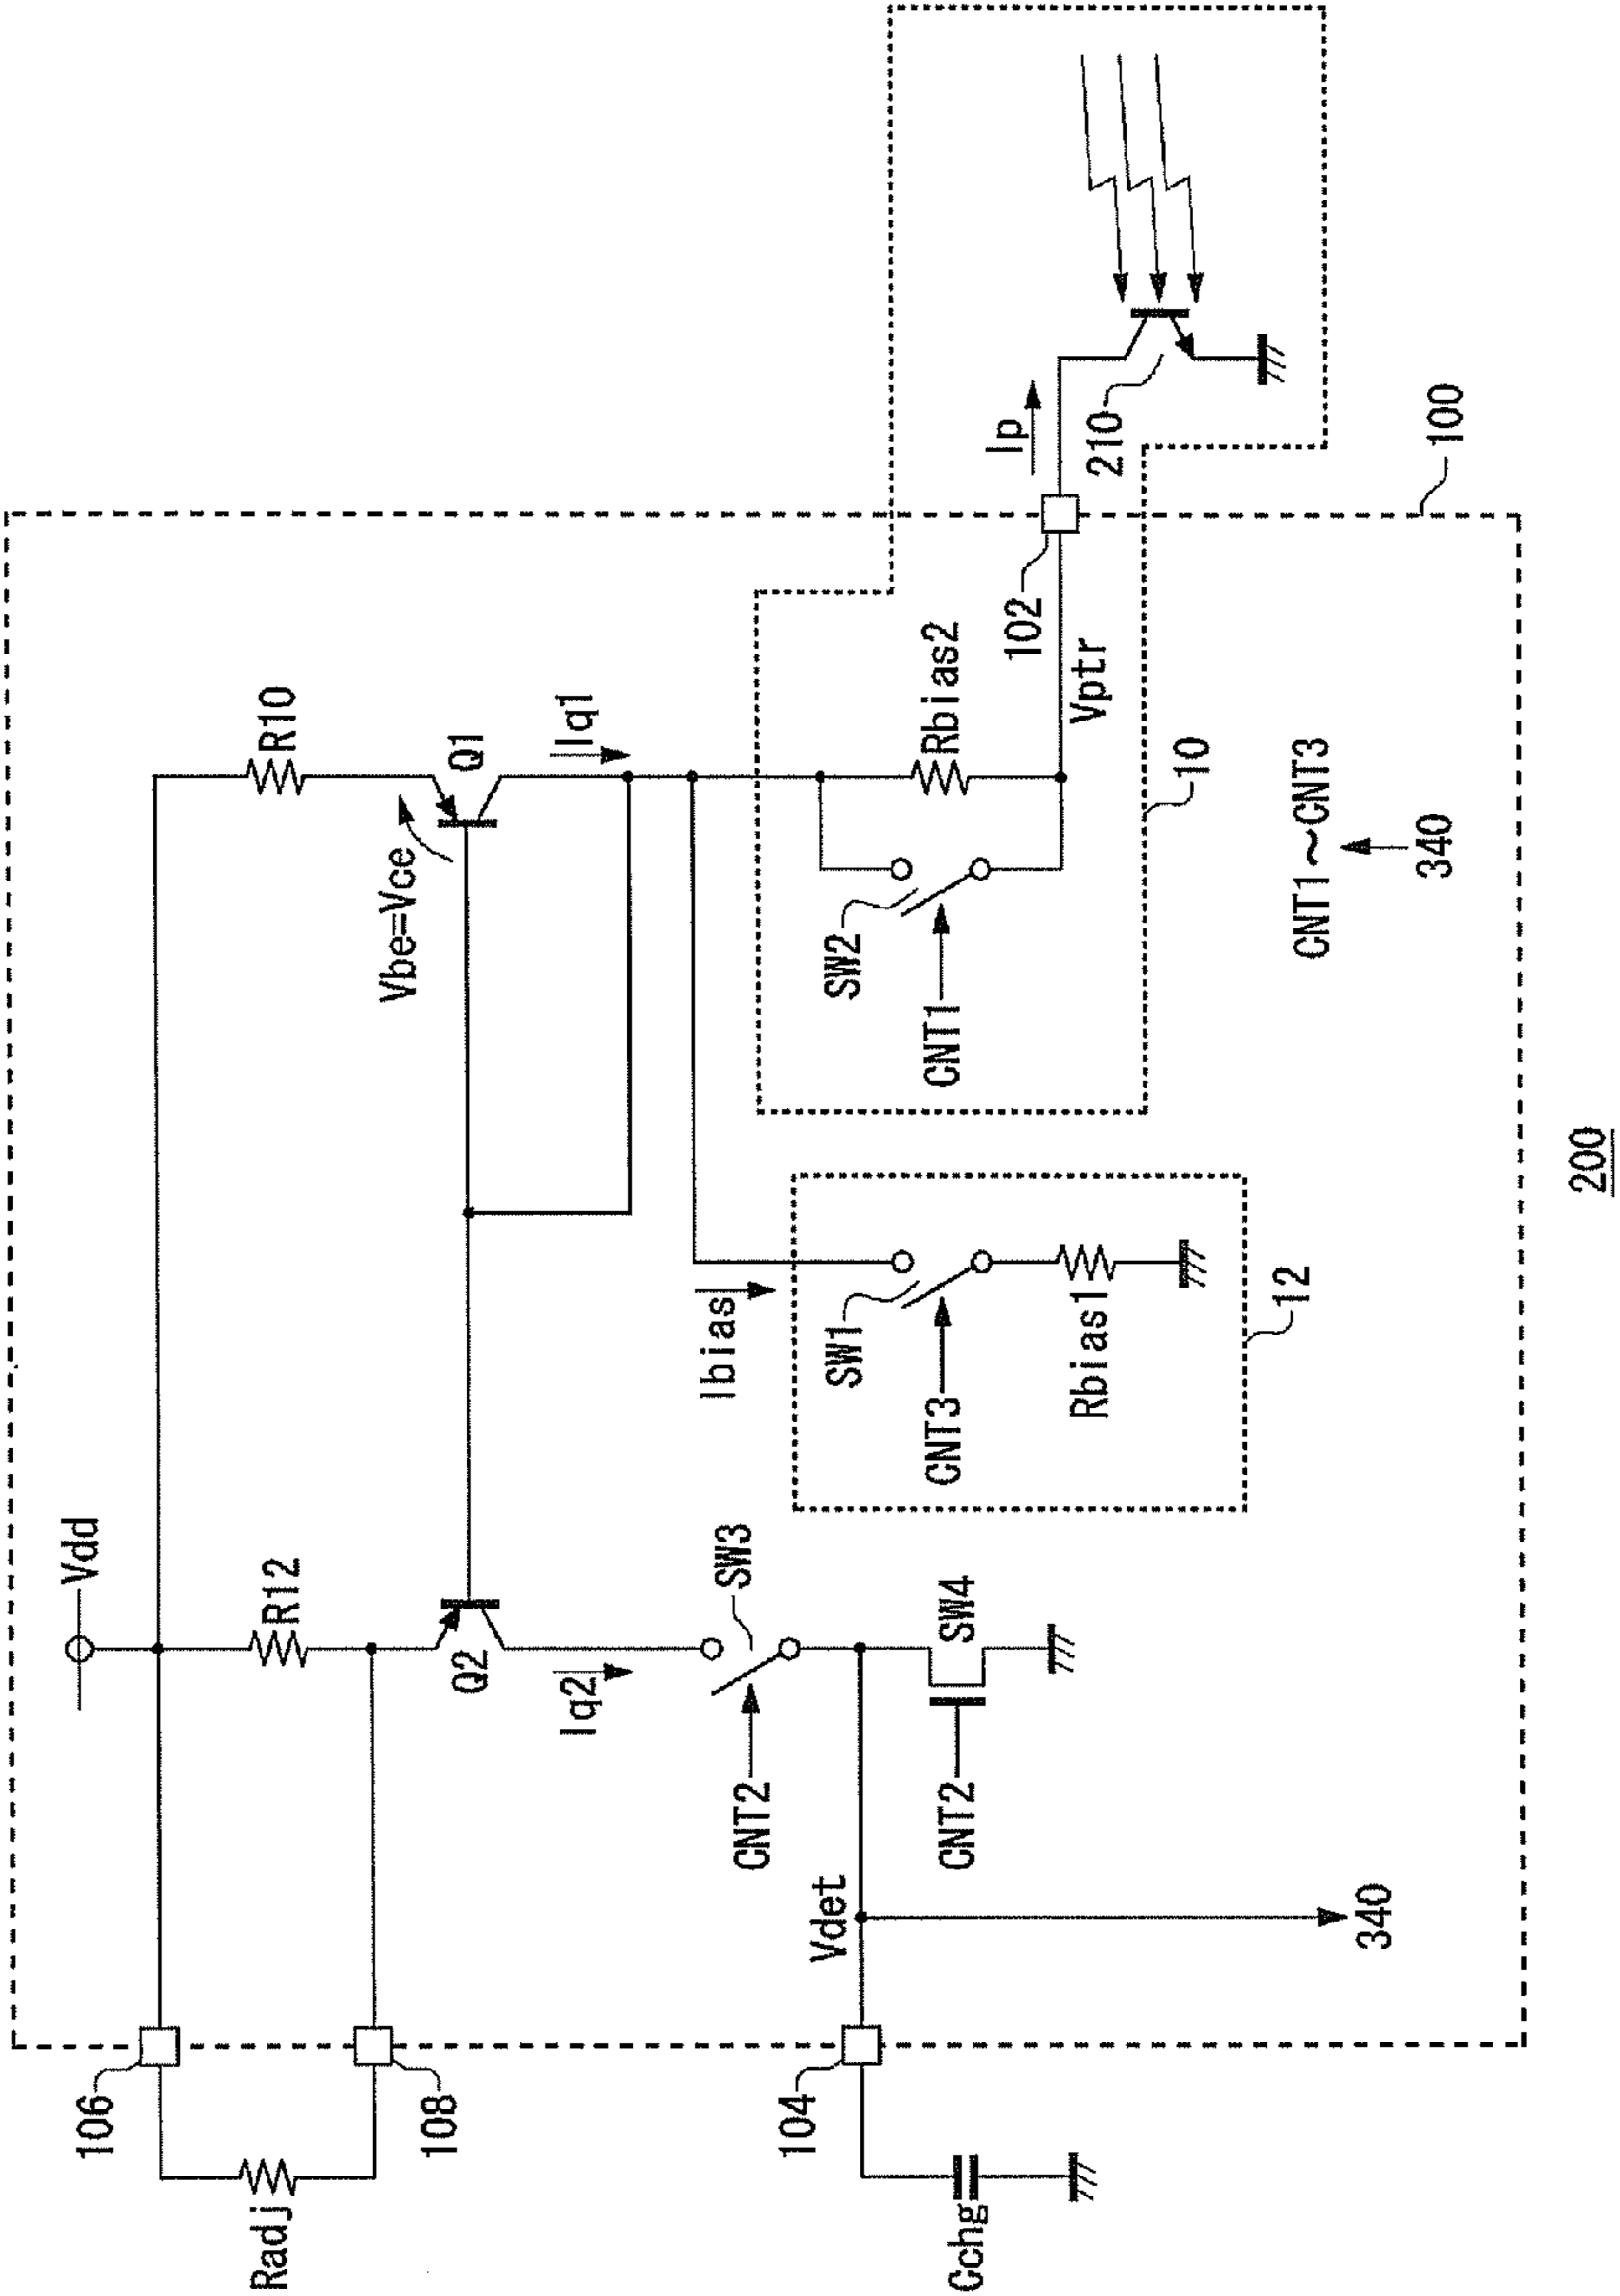 Vdd
106
Radj
108
R12
R10
Q2
Q1
Vbe=Vce
Iq2
Iq1
SW3
CNT2
Ibias
SW1
CNT3
Rbias1
12
SW2
CNT1
Rbias2
10
Vdet
104
Cchg
SW4
CNT2
340
102
Vptr
Ip
210
CNT1~CNT3
340
100
200